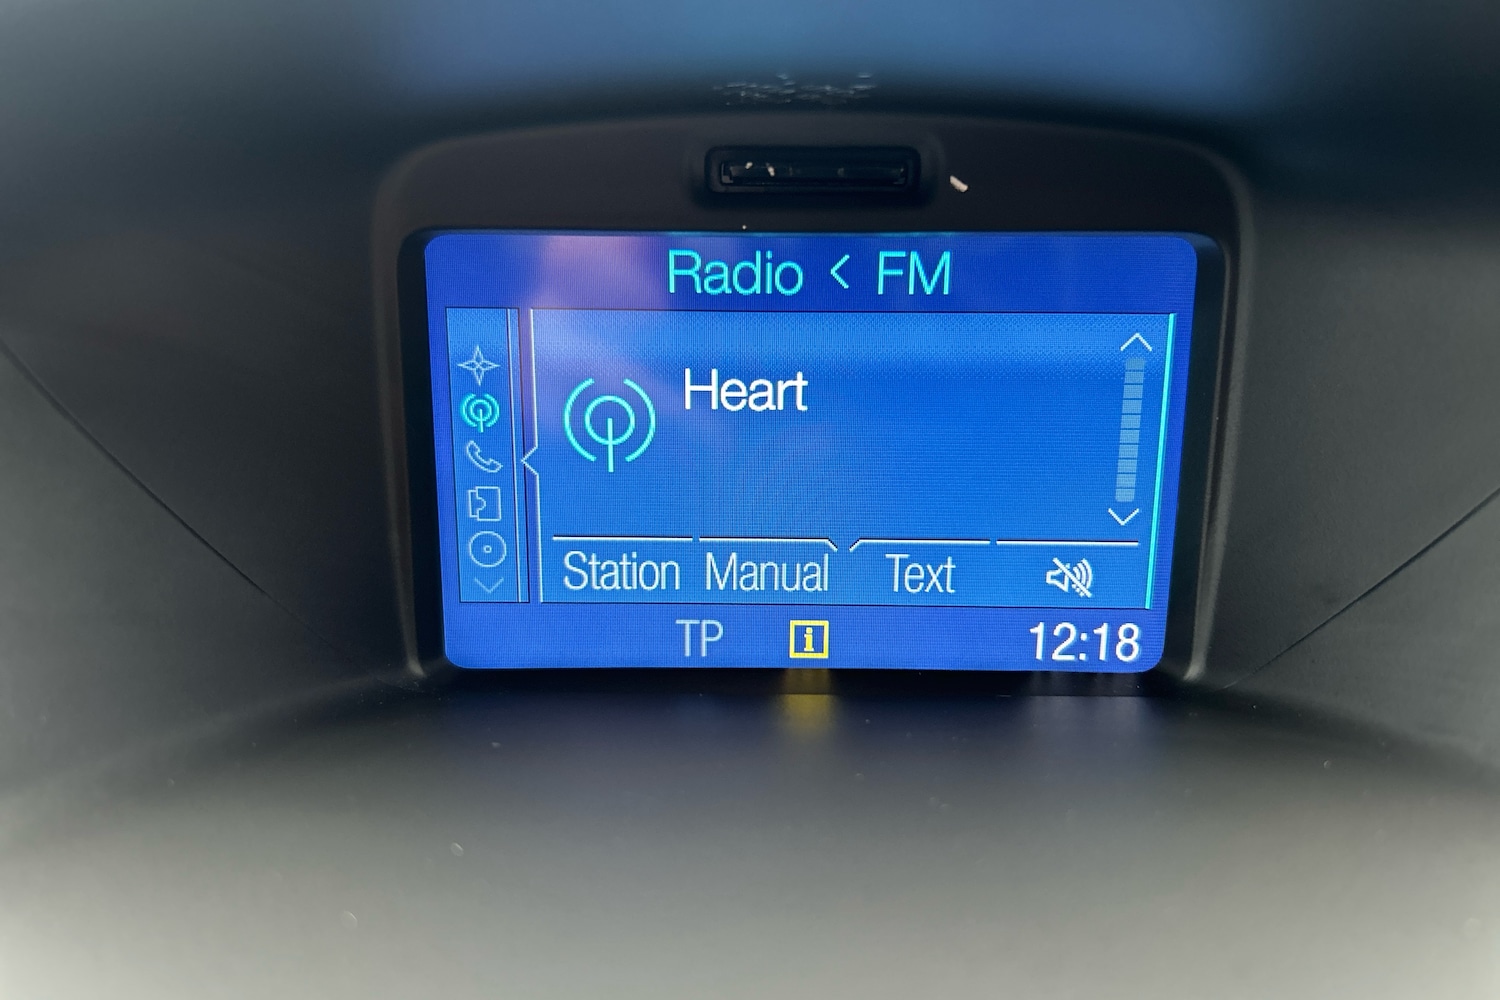 Radio < FM
Heart
Station Manual Text
TP i 12:18